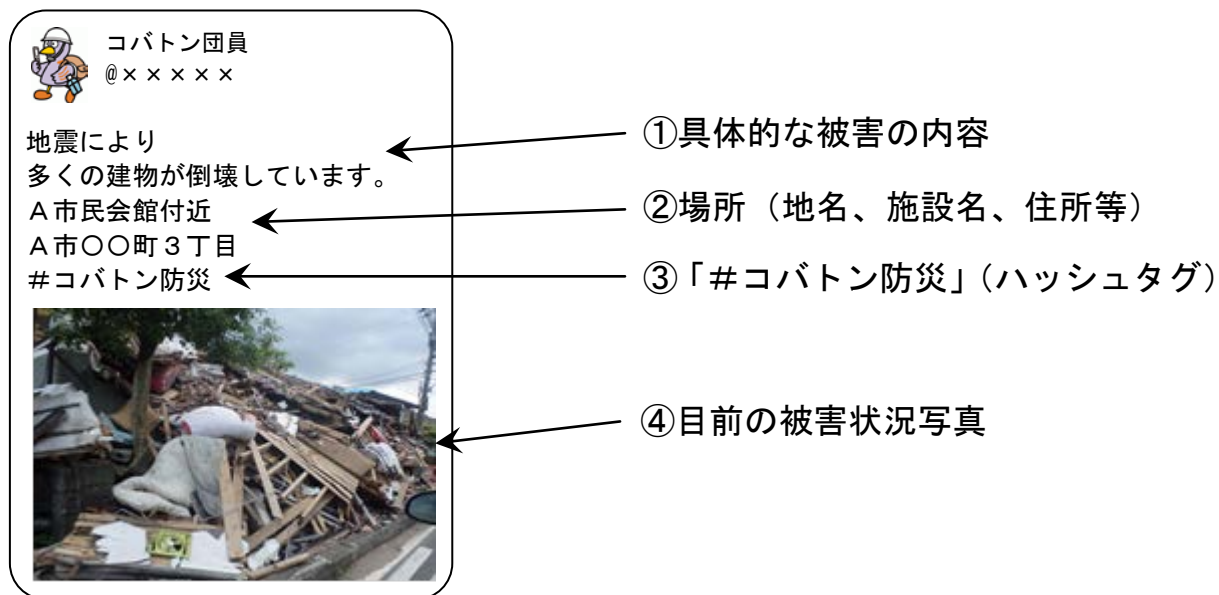 コバトン団員
@×××××
地震により
多くの建物が倒壊しています。
A市民会館付近
A市〇〇町3丁目
#コバトン防災
①具体的な被害の内容
②場所(地名、施設名、住所等)
③「#コバトン防災」(ハッシュタグ)
④目前の被害状況写真